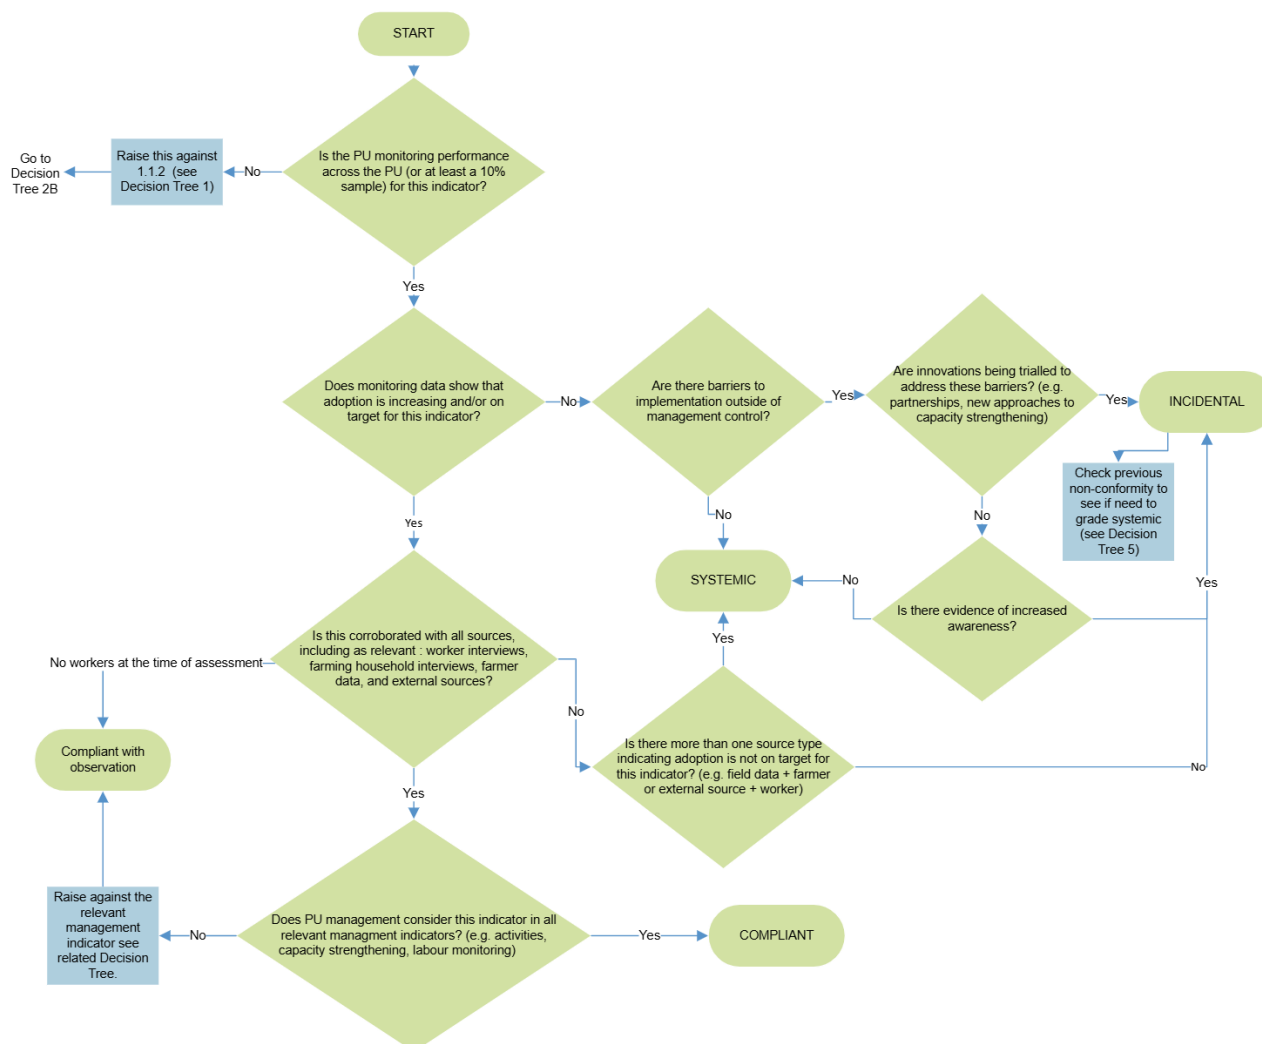 START
Is the PU monitoring performance
across the PU (or at least a 10%
sample) for this indicator?
No
Raise this against
1.1.2  (see
Decision Tree 1)
Go to
Decision
Tree 2B
Yes
Does monitoring data show that
adoption is increasing and/or on
target for this indicator?
No
Are there barriers to
implementation outside of
management control?
Yes
Are innovations being trialled to
address these barriers? (e.g.
partnerships, new approaches to
capacity strengthening)
Yes
INCIDENTAL
Check previous
non-conformity to
see if need to
grade systemic
(see Decision
Tree 5)
No
No
Yes
SYSTEMIC
No
Is there evidence of increased
awareness?
Yes
Is this corroborated with all sources,
including as relevant : worker interviews,
farming household interviews, farmer
data, and external sources?
No workers at the time of assessment
Compliant with
observation
No
Yes
Is there more than one source type
indicating adoption is not on target for
this indicator? (e.g. field data + farmer
or external source + worker)
No
Yes
Does PU management consider this indicator in all
relevant managment indicators? (e.g. activities,
capacity strengthening, labour monitoring)
No
Raise against the
relevant
management
indicator see
related Decision
Tree.
Yes
COMPLIANT